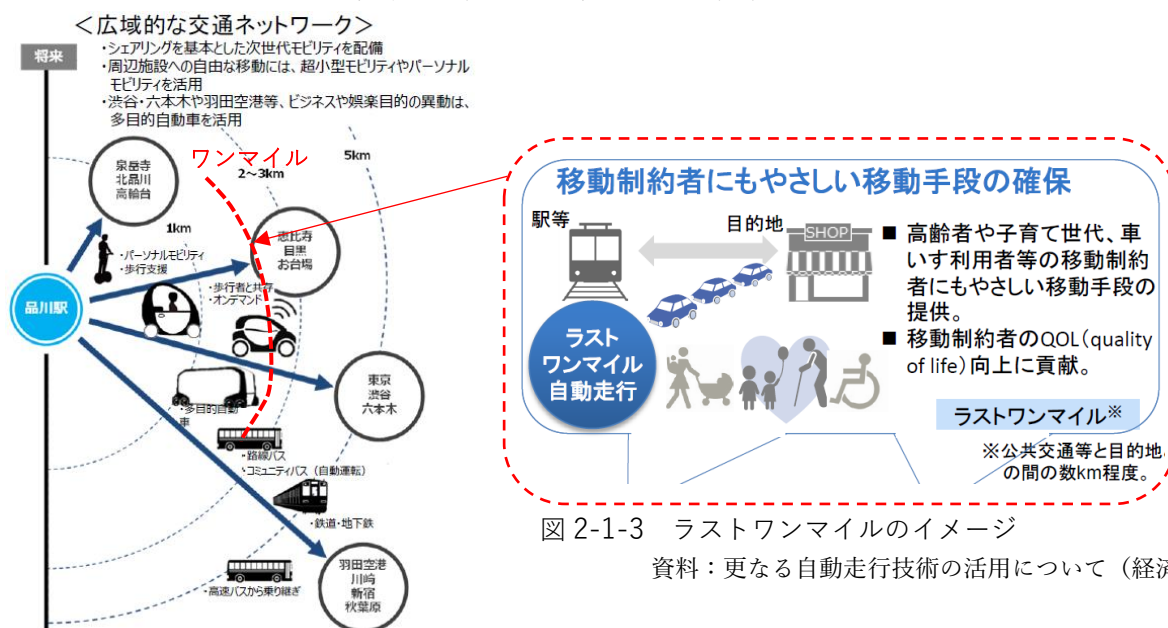 ＜広域的な交通ネットワーク＞
将来
・シェアリングを基本とした次世代モビリティを配備
・周辺施設への自由な移動には、超小型モビリティやパーソナル
モビリティを活用
・渋谷・六本木や羽田空港等、ビジネスや娯楽目的の異動は、
多目的自動車を活用
ワンマイル
5km
2～3km
1km
泉岳寺
北品川
高輪台
・パーソナルモビリティ
・歩行支援
恵比寿
目黒
お台場
・歩行者と共存
・オンデマンド
品川駅
東京
渋谷
六本木
・多目的自動
車
・路線バス
・コミュニティバス（自動運転）
・鉄道・地下鉄
・高速バスから乗り継ぎ
羽田空港
川崎
新宿
秋葉原
移動制約者にもやさしい移動手段の確保
駅等
目的地
SHOP
ラスト
ワンマイル
自動走行
■ 高齢者や子育て世代、車
いす利用者等の移動制約
者にもやさしい移動手段の
提供。
■ 移動制約者のQOL（quality
of life）向上に貢献。
ラストワンマイル※
※公共交通等と目的地
の間の数km程度。
図 2-1-3　ラストワンマイルのイメージ
資料：更なる自動走行技術の活用について（経済